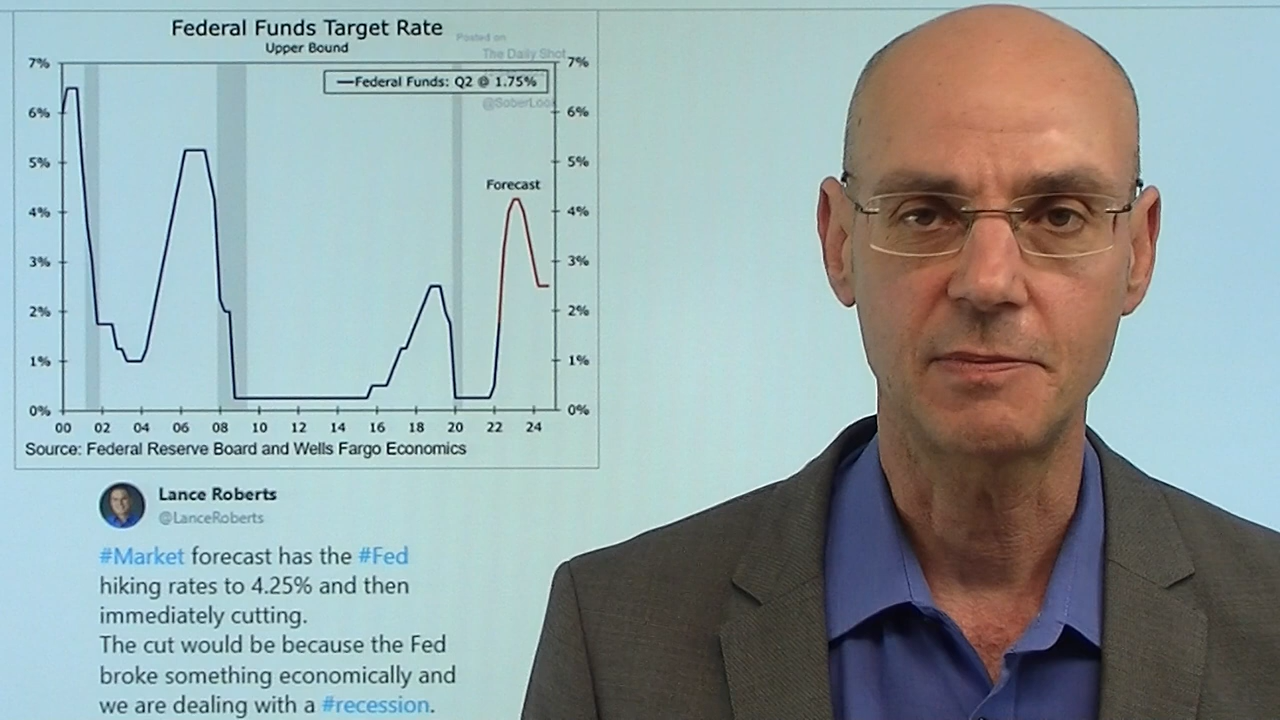 Federal Funds Target Rate
Upper Bound
Posted on
The Daily Shot
@SoberLook
Federal Funds: Q2 @ 1.75%
7% 7%
6% 6%
5% 5%
Forecast
4% 4%
3% 3%
2% 2%
1% 1%
0% 0%
00 02 04 06 08 10 12 14 16 18 20 22 24
Source: Federal Reserve Board and Wells Fargo Economics
Lance Roberts
@LanceRoberts
#Market forecast has the #Fed
hiking rates to 4.25% and then
immediately cutting.
The cut would be because the Fed
broke something economically and
we are dealing with a #recession.